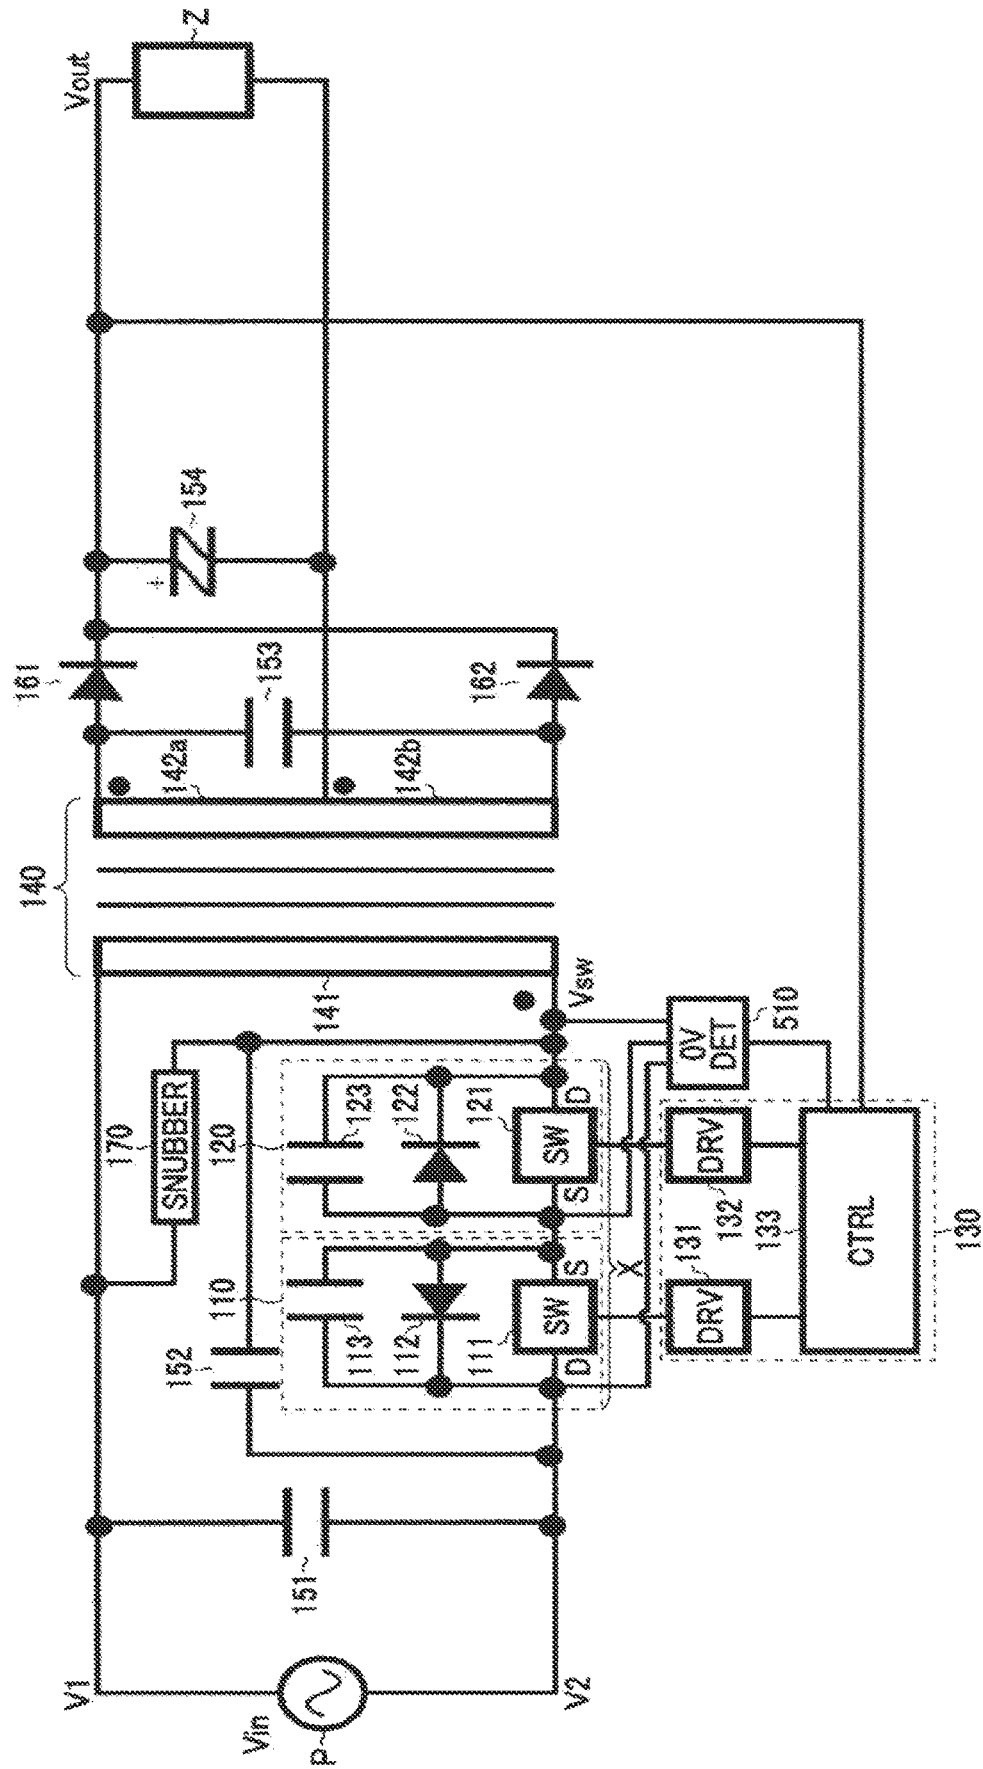 V1
Vin
P
V2
151
152
170
SNUBBER
110
113
112
111
D
SW
S
120
123
122
121
S
SW
D
X
131
DRV
132
DRV
133
CTRL
130
0V
DET
510
Vsw
141
140
142a
142b
161
153
162
+
154
Vout
Z